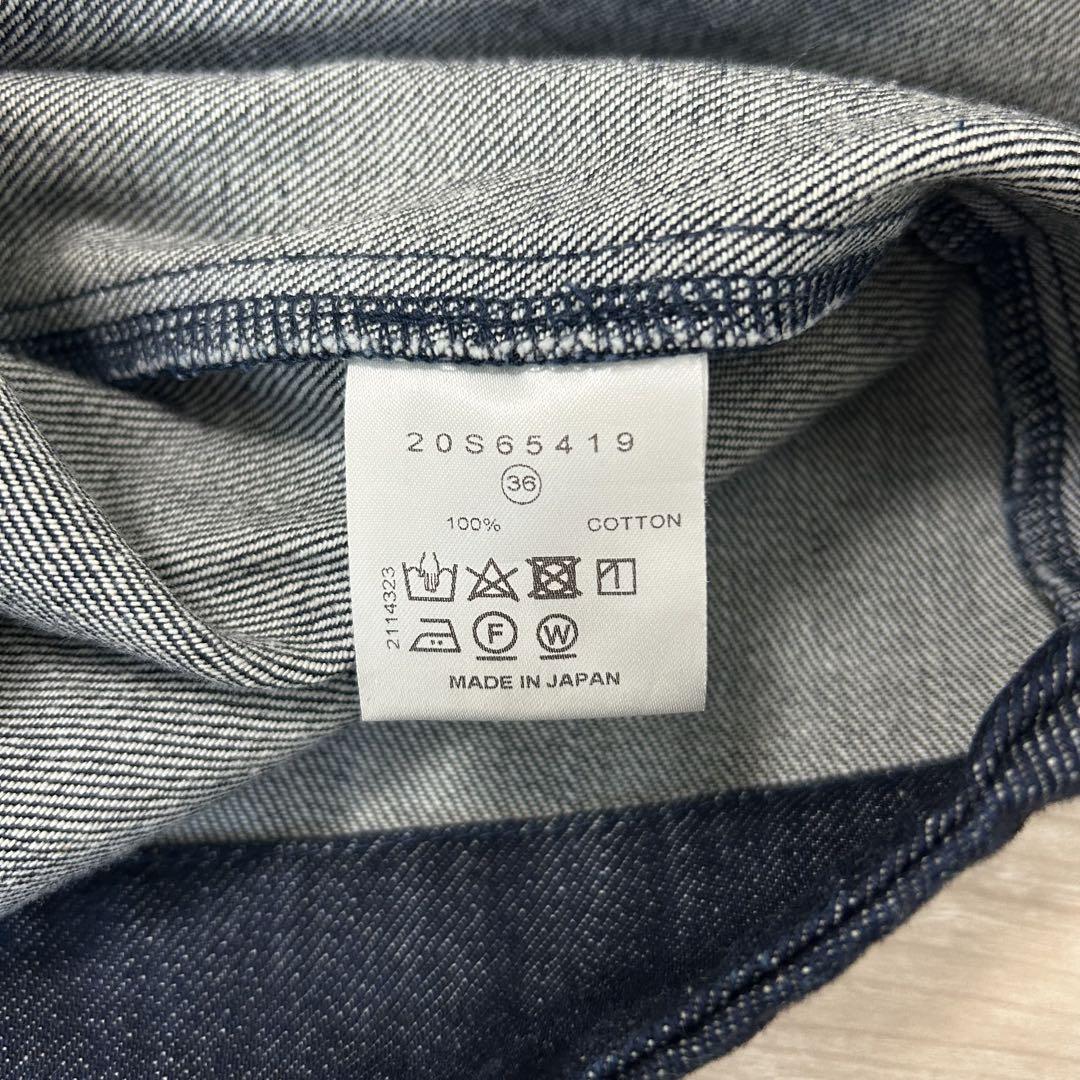 20S65419
36
100% COTTON
2114323
F W
MADE IN JAPAN